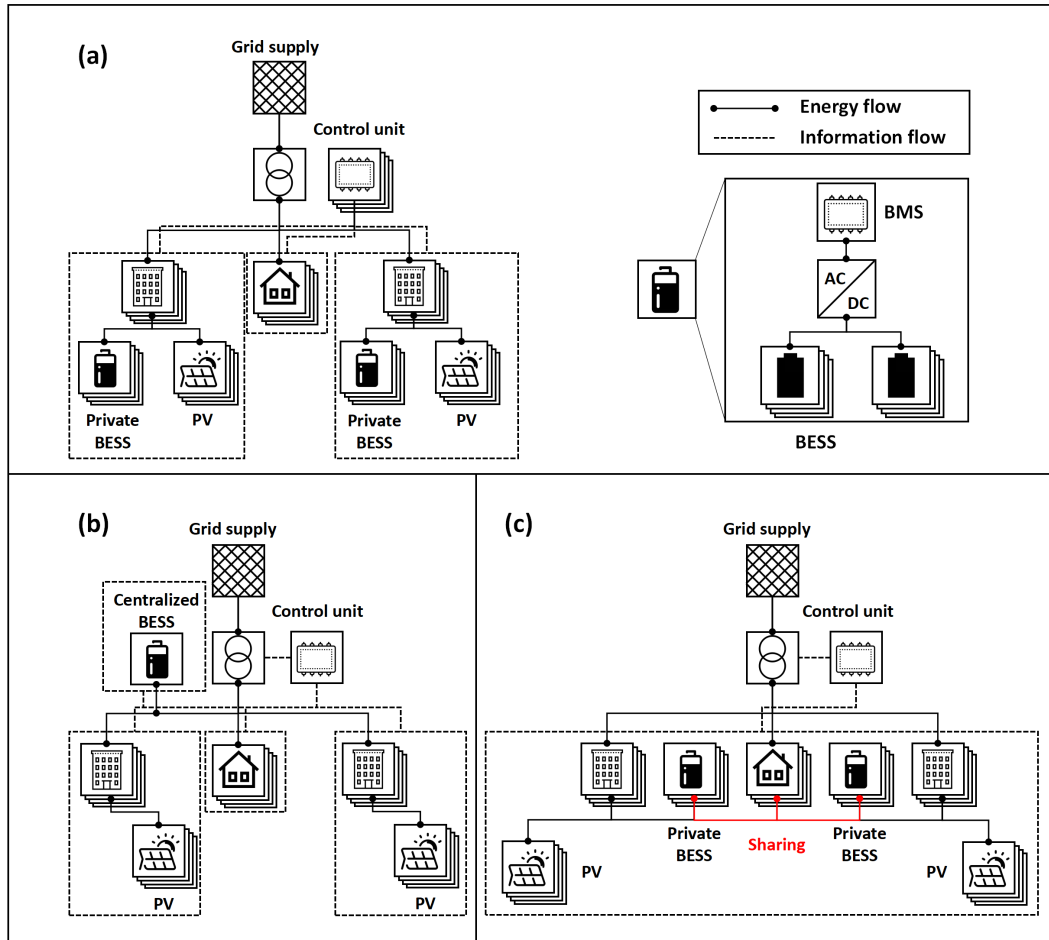 (a)
Grid supply
Control unit
Private
BESS
PV
Private
BESS
PV
Energy flow
Information flow
BMS
AC
DC
BESS
(b)
Grid supply
Centralized
BESS
Control unit
PV
PV
(c)
Grid supply
Control unit
Private
BESS
Sharing
Private
BESS
PV
PV